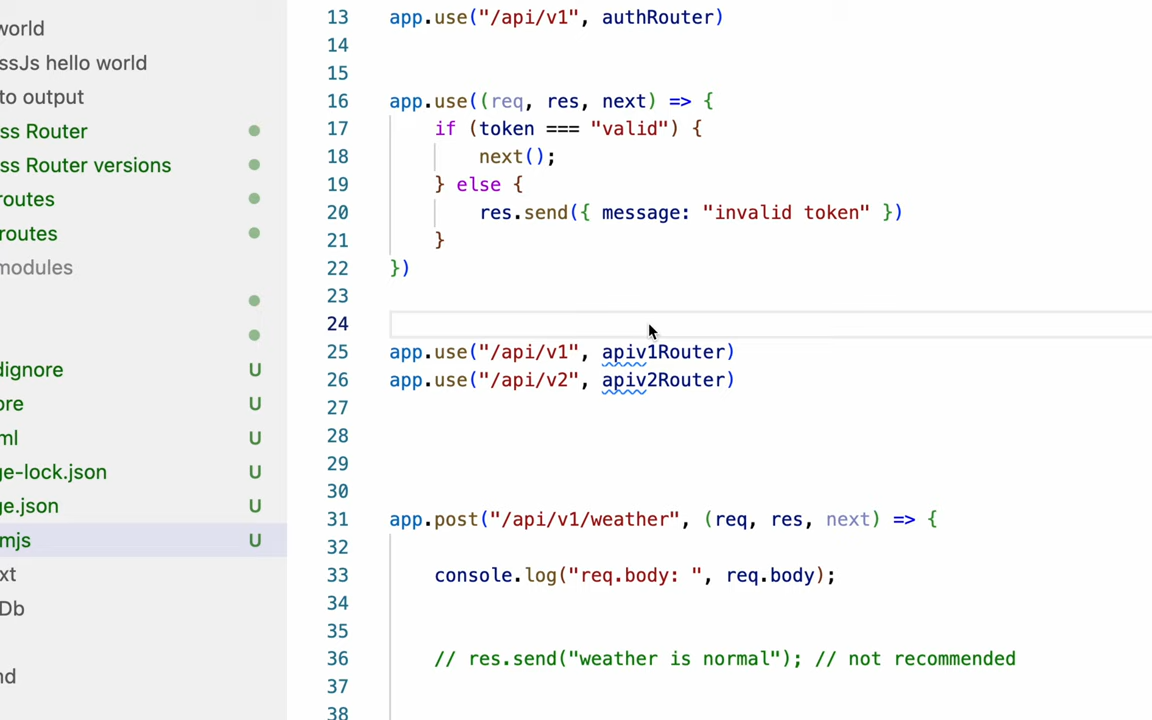 world
ssJs hello world
to output
ss Router
ss Router versions
routes
routes
modules
dignore U
ore U
ml U
ge-lock.json U
ge.json U
mjs U
xt
Db
nd
13 app.use("/api/v1", authRouter)
14
15
16 app.use((req, res, next) => {
17 if (token === "valid") {
18 next();
19 } else {
20 res.send({ message: "invalid token" })
21 }
22 })
23
24
25 app.use("/api/v1", apiv1Router)
26 app.use("/api/v2", apiv2Router)
27
28
29
30
31 app.post("/api/v1/weather", (req, res, next) => {
32
33 console.log("req.body: ", req.body);
34
35
36 // res.send("weather is normal"); // not recommended
37
38